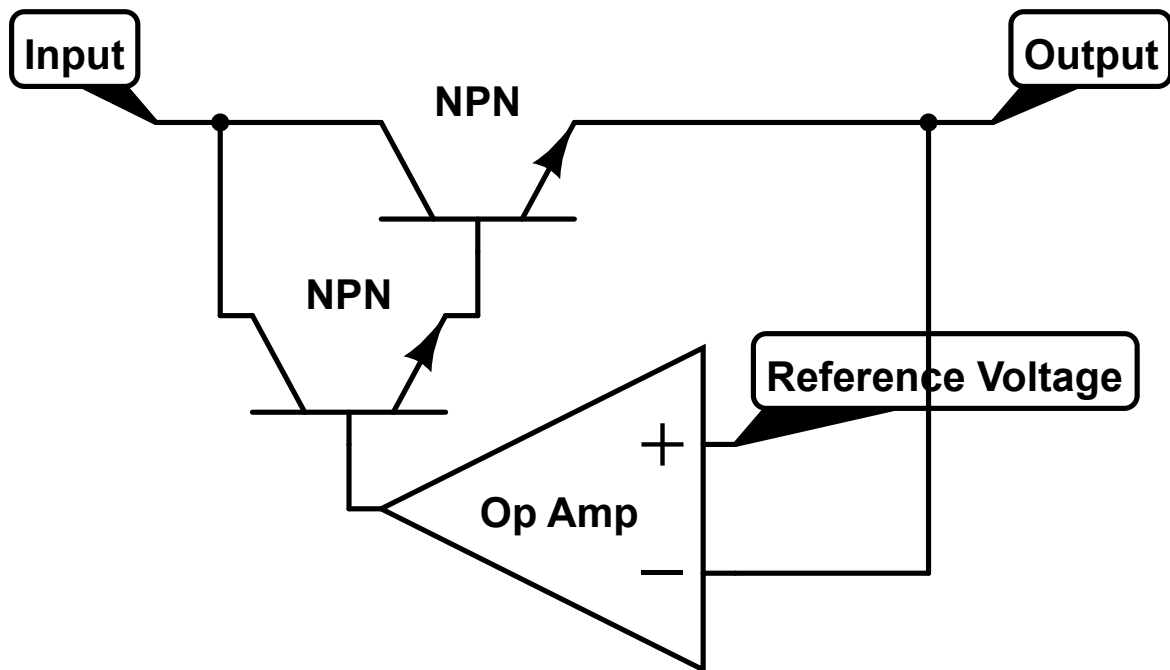 Input
Output
NPN
NPN
Reference Voltage
+
Op Amp
−